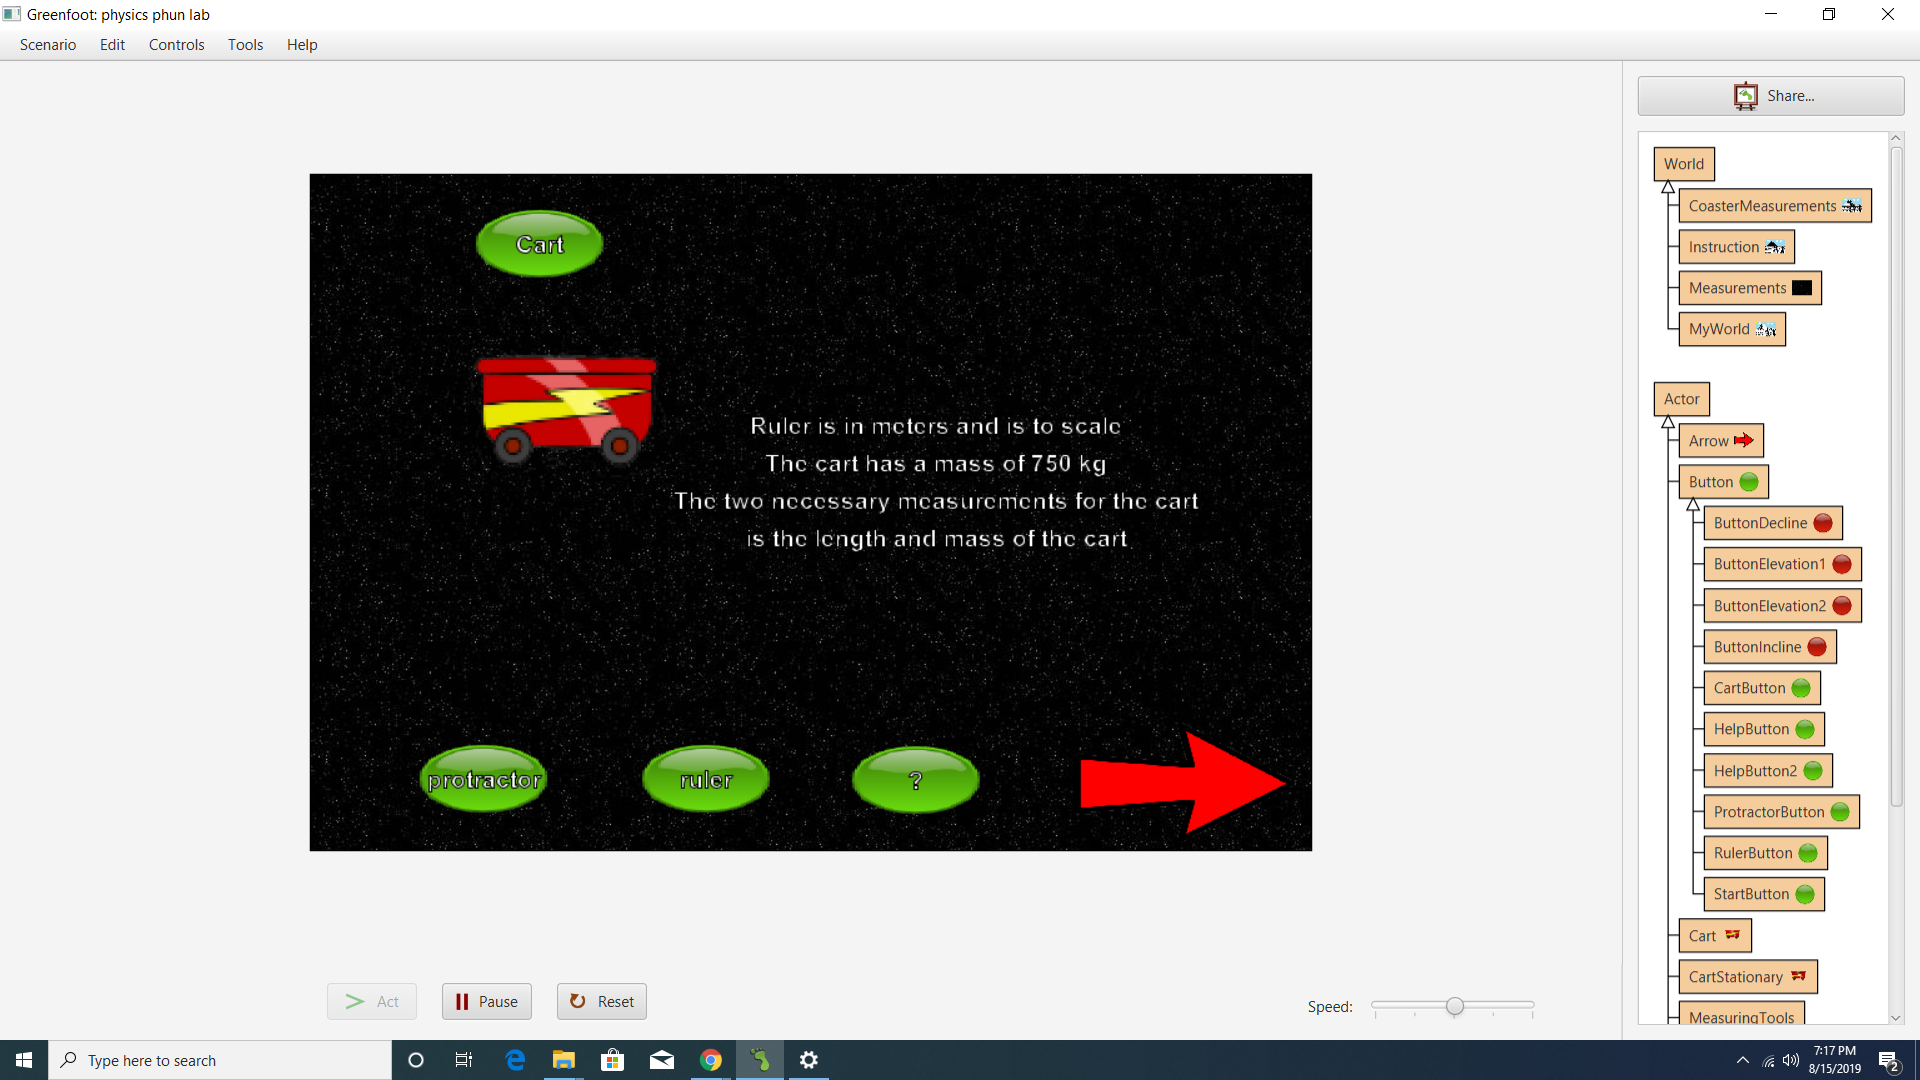 Greenfoot: physics phun lab
Scenario Edit Controls Tools Help
Share...
World
CoasterMeasurements
Instruction
Measurements
MyWorld
Actor
Arrow
Button
ButtonDecline
ButtonElevation1
ButtonElevation2
ButtonIncline
CartButton
HelpButton
HelpButton2
ProtractorButton
RulerButton
StartButton
Cart
CartStationary
MeasuringTools
Cart
Ruler is in meters and is to scale
The cart has a mass of 750 kg
The two necessary measurements for the cart
is the length and mass of the cart
protractor
ruler
?
Act
Pause
Reset
Speed:
Type here to search
7:17 PM
8/15/2019
2